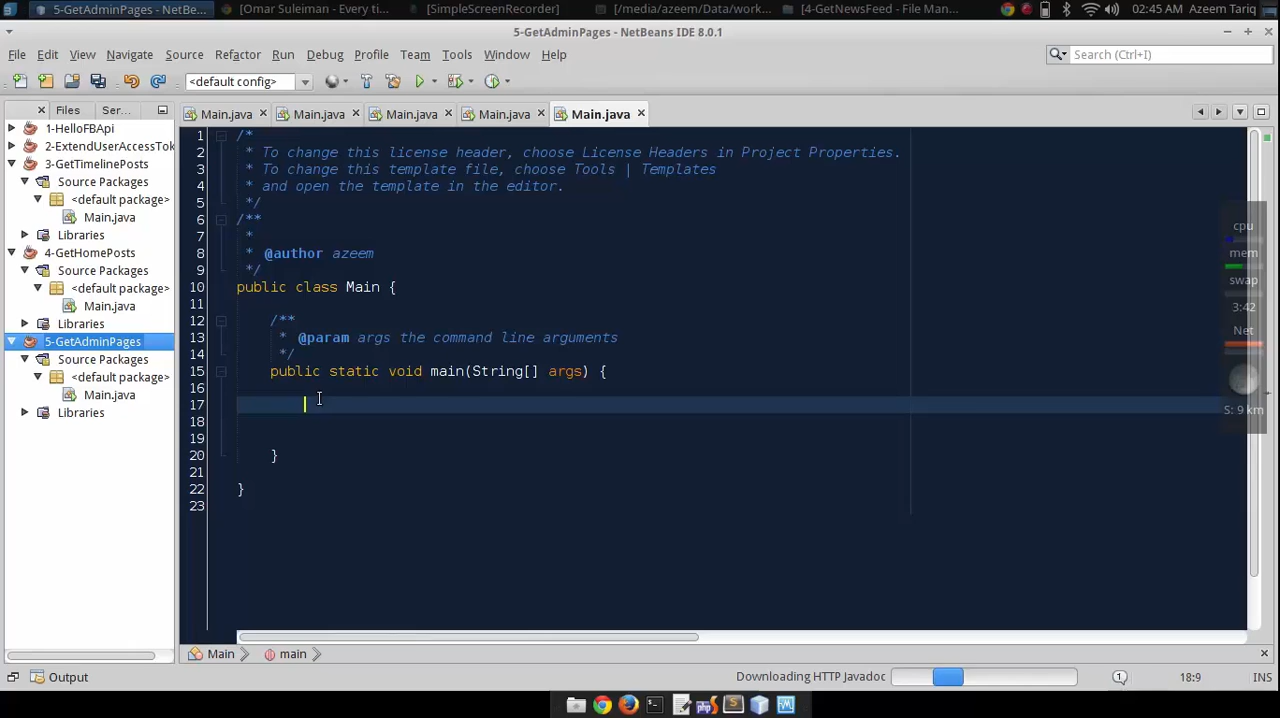 5-GetAdminPages - NetBe... [Omar Suleiman - Every ti... [SimpleScreenRecorder] [/media/azeem/Data/work... [4-GetNewsFeed - File Man... 02:45 AM Azeem Tariq
5-GetAdminPages - NetBeans IDE 8.0.1
File Edit View Navigate Source Refactor Run Debug Profile Team Tools Window Help Search (Ctrl+I)
<default config>
Files Ser... Main.java Main.java Main.java Main.java Main.java
1-HelloFBApi
2-ExtendUserAccessTok
3-GetTimelinePosts
Source Packages
<default package>
Main.java
Libraries
4-GetHomePosts
Source Packages
<default package>
Main.java
Libraries
5-GetAdminPages
Source Packages
<default package>
Main.java
Libraries
1 /*
2 * To change this license header, choose License Headers in Project Properties.
3 * To change this template file, choose Tools | Templates
4 * and open the template in the editor.
5 */
6 /**
7 *
8 * @author azeem
9 */
10 public class Main {
11
12 /**
13 * @param args the command line arguments
14 */
15 public static void main(String[] args) {
16
17
18
19
20 }
21
22 }
23
cpu
mem
swap
3:42
Net
S: 9 km
Main main
Output Downloading HTTP Javadoc 1 18:9 INS
php